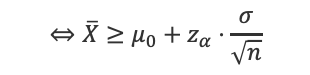 ⇔ X̄ ≥ μ₀ + z_α · σ/√n